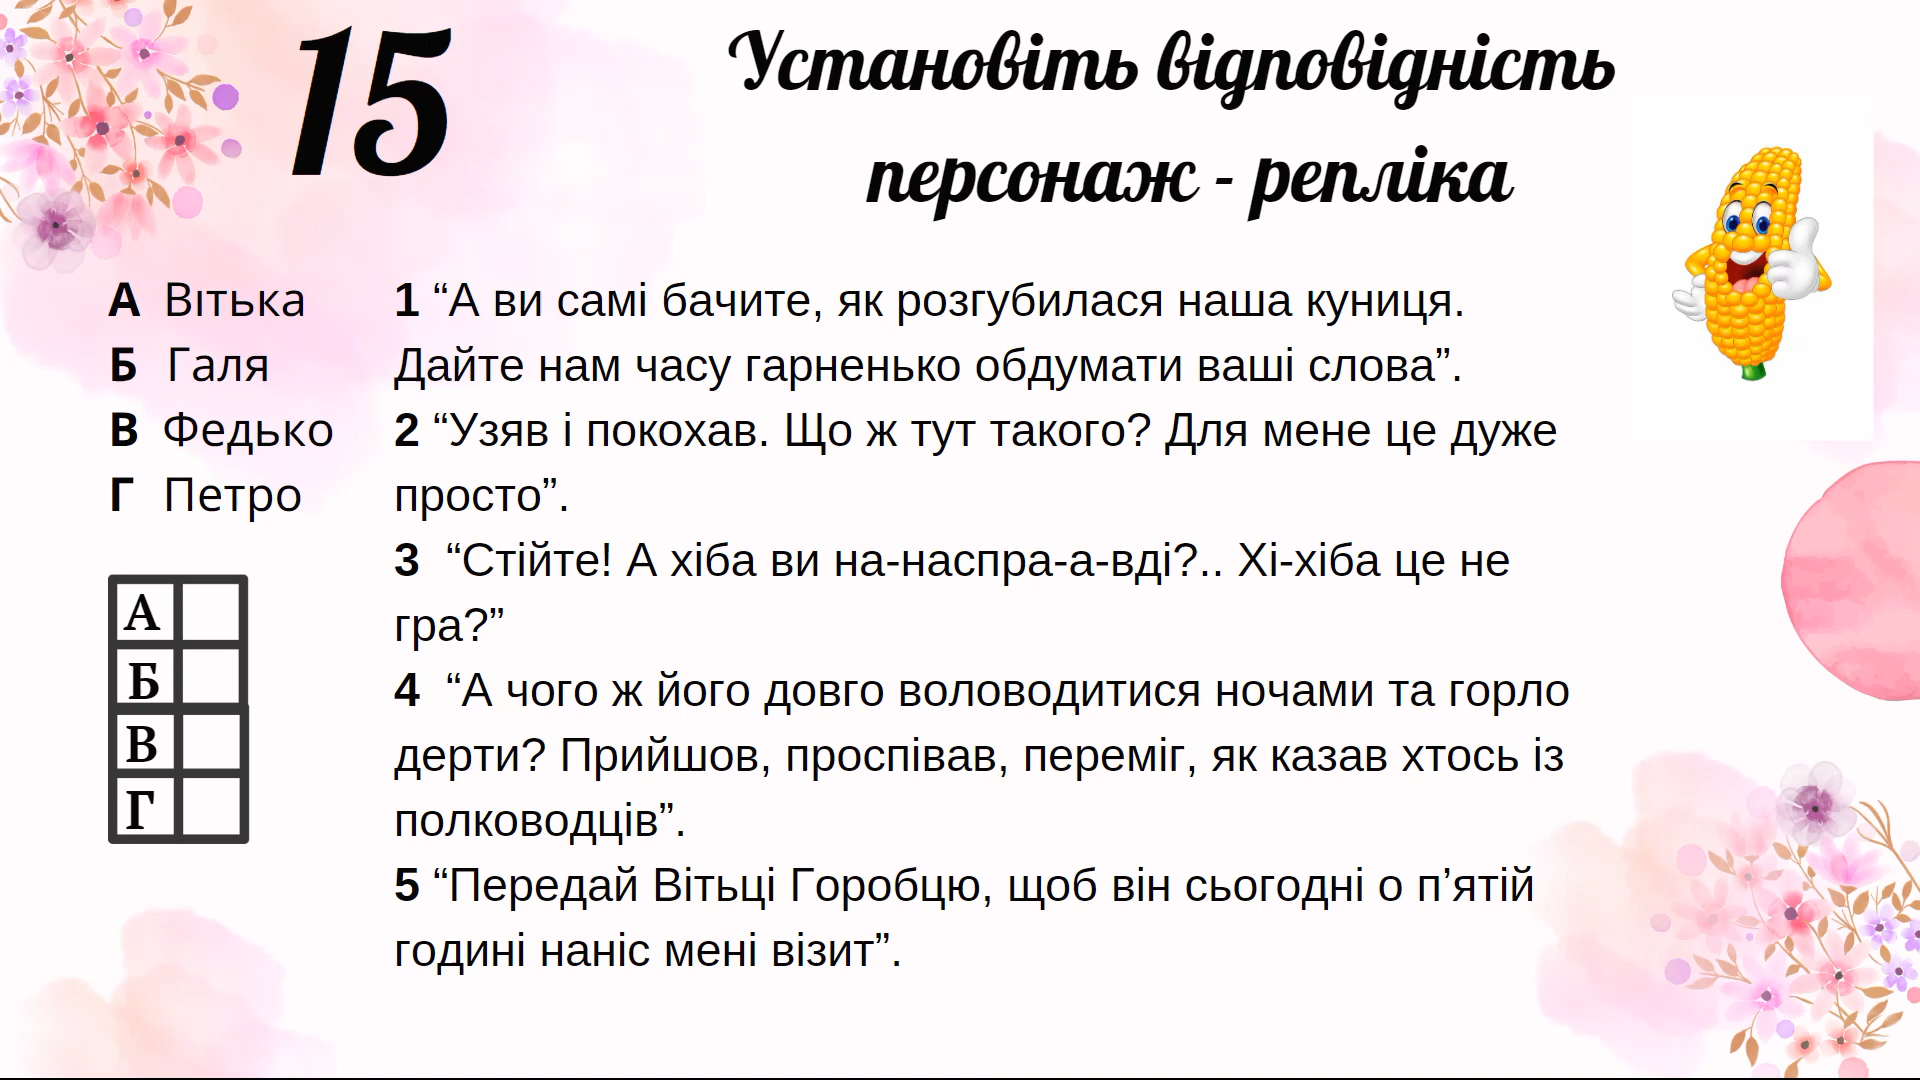 15
Установіть відповідність
персонаж - репліка
А Вітька
Б Галя
В Федько
Г Петро
1 “А ви самі бачите, як розгубилася наша куниця.
Дайте нам часу гарненько обдумати ваші слова”.
2 “Узяв і покохав. Що ж тут такого? Для мене це дуже
просто”.
3 “Стійте! А хіба ви на-наспра-а-вді?.. Хі-хіба це не
гра?”
4 “А чого ж його довго воловодитися ночами та горло
дерти? Прийшов, проспівав, переміг, як казав хтось із
полководців”.
5 “Передай Вітьці Горобцю, щоб він сьогодні о п’ятій
годині наніс мені візит”.
А
Б
В
Г